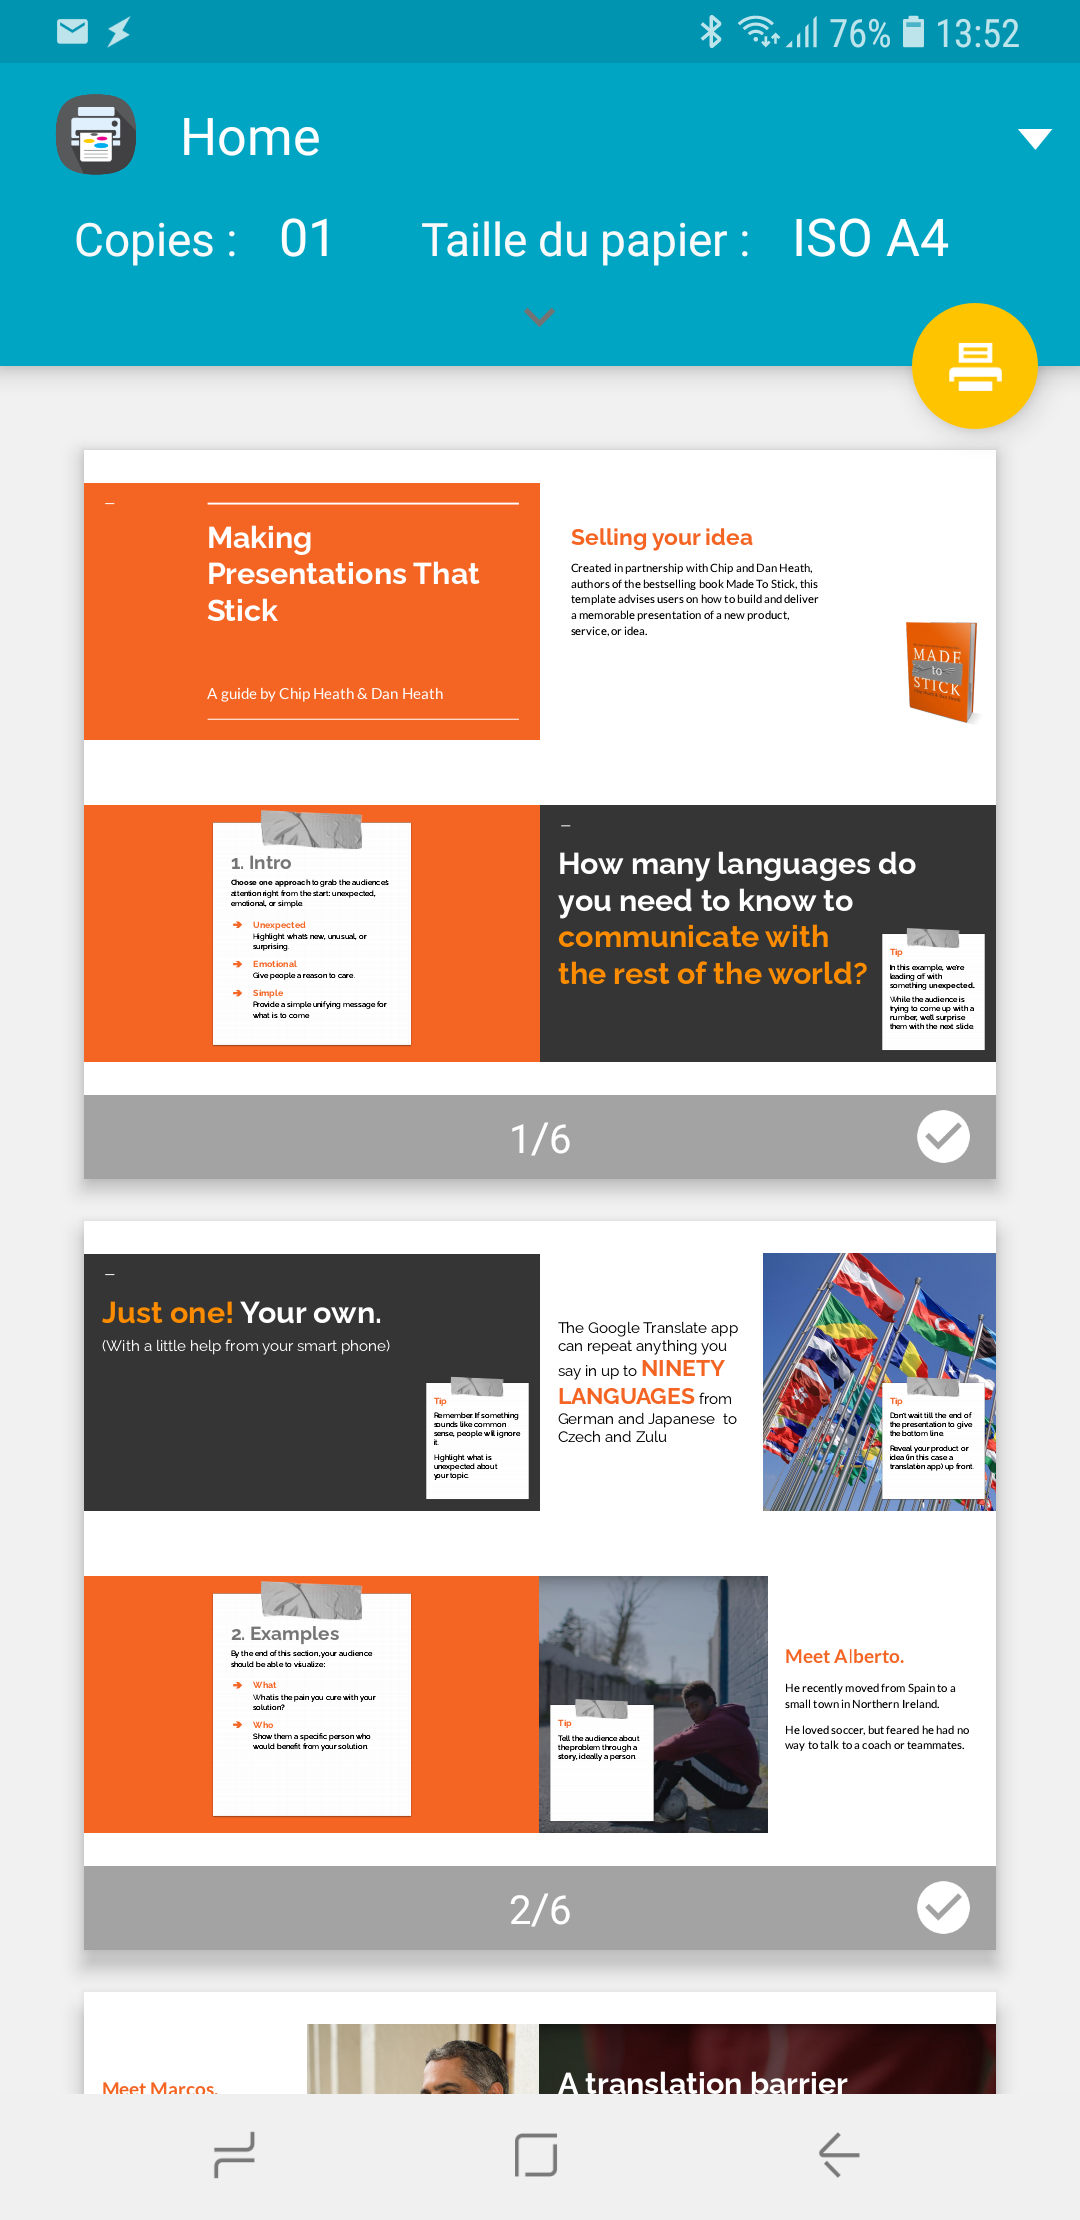 76% 13:52
Home
Copies : 01 Taille du papier : ISO A4
Making
Presentations That
Stick
A guide by Chip Heath & Dan Heath
Selling your idea
Created in partnership with Chip and Dan Heath,
authors of the bestselling book Made To Stick, this
template advises users on how to build and deliver
a memorable presentation of a new product,
service, or idea.
MADE
to
STICK
1. Intro
Choose one approach to grab the audience's
attention right from the start: unexpected,
emotional, or simple.
Unexpected
Highlight what's new, unusual, or
surprising.
Emotional
Give people a reason to care.
Simple
Provide a simple unifying message for
what is to come
How many languages do
you need to know to
communicate with
the rest of the world?
Tip
In this example, we're
leading off with
something unexpected.
While the audience is
trying to come up with a
number, we'll surprise
them with the next slide.
1/6
Just one! Your own.
(With a little help from your smart phone)
Tip
Remember. If something
sounds like common
sense, people will ignore
it.
Highlight what is
unexpected about
your topic.
The Google Translate app
can repeat anything you
say in up to NINETY
LANGUAGES from
German and Japanese to
Czech and Zulu
Tip
Don't wait till the end of
the presentation to give
the bottom line.
Reveal your product or
idea (in this case a
translation app) up front.
2. Examples
By the end of this section, your audience
should be able to visualize:
What
What is the pain you cure with your
solution?
Who
Show them a specific person who
would benefit from your solution.
Tip
Tell the audience about
the problem through a
story, ideally a person.
Meet Alberto.
He recently moved from Spain to a
small town in Northern Ireland.
He loved soccer, but feared he had no
way to talk to a coach or teammates.
2/6
Meet Marcos.
A translation barrier